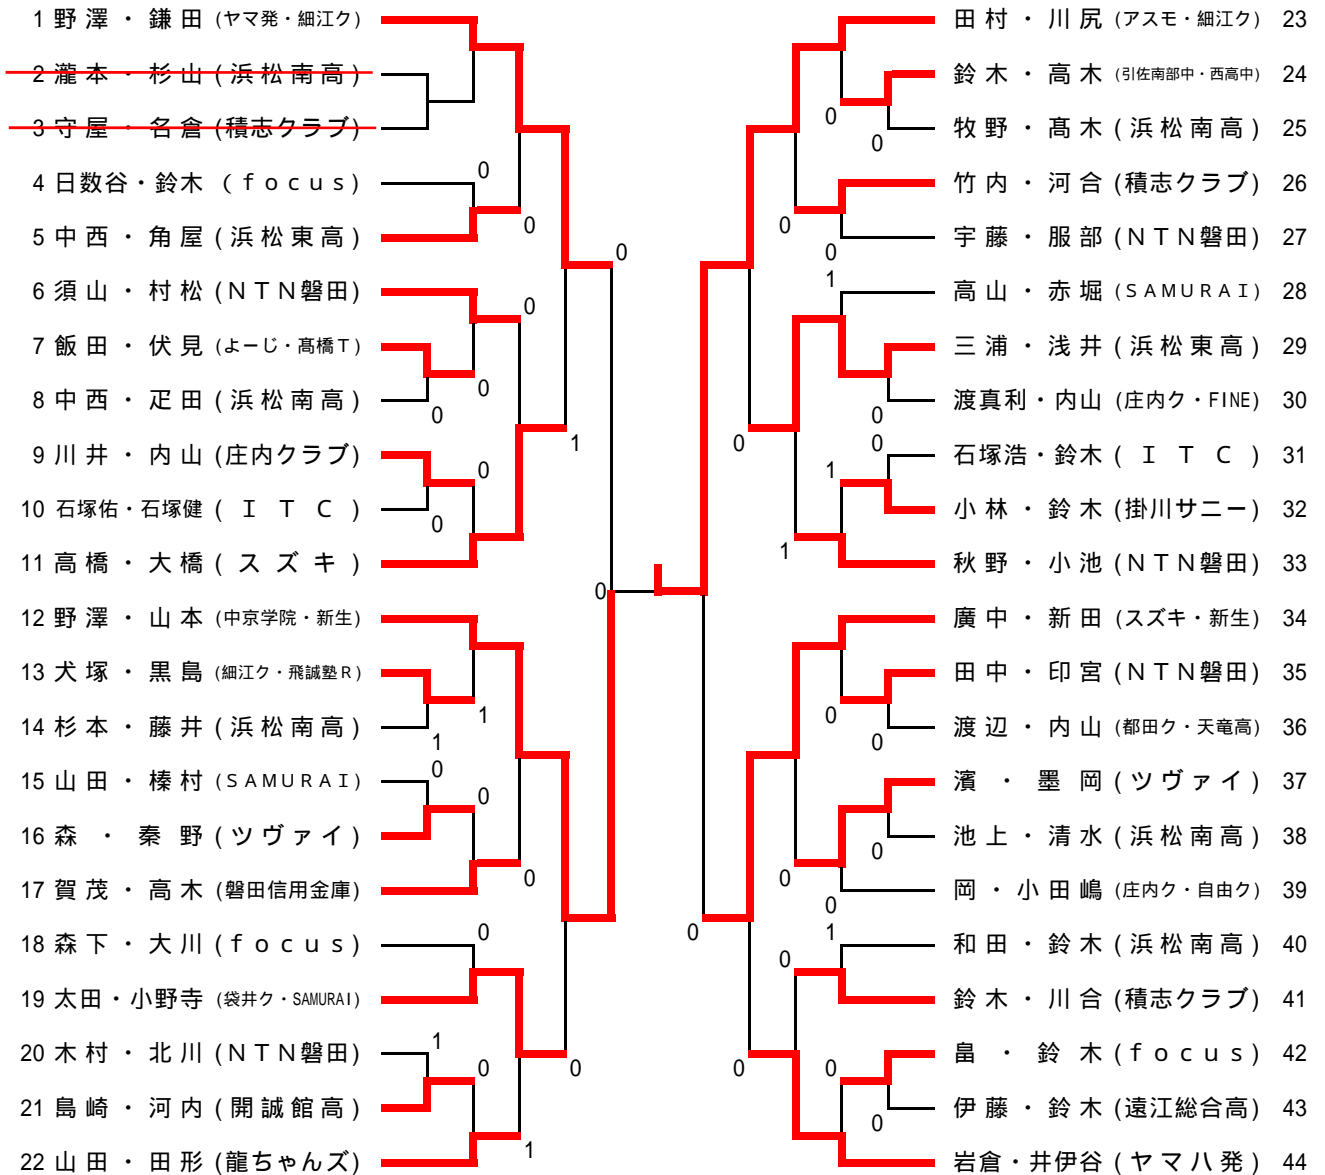 1 野澤・鎌田 (ヤマ発・細江ク)
2 瀧本・杉山 (浜松南高)
3 守屋・名倉 (積志クラブ)
4 日数谷・鈴木 (ｆｏｃｕｓ)
0
5 中西・角屋 (浜松東高)
0
0
6 須山・村松 (ＮＴＮ磐田)
0
7 飯田・伏見 (よーじ・髙橋Ｔ)
0
8 中西・疋田 (浜松南高)
0
1
9 川井・内山 (庄内クラブ)
0
10 石塚佑・石塚健 (ＩＴＣ)
0
11 高橋・大橋 (スズキ)
0
12 野澤・山本 (中京学院・新生)
13 犬塚・黒島 (細江ク・飛誠塾Ｒ)
1
14 杉本・藤井 (浜松南高)
1
0
15 山田・榛村 (ＳＡＭＵＲＡＩ)
0
16 森・秦野 (ツヴァイ)
0
17 賀茂・高木 (磐田信用金庫)
0
18 森下・大川 (ｆｏｃｕｓ)
19 太田・小野寺 (袋井ク・SAMURAI)
1
20 木村・北川 (ＮＴＮ磐田)
0
0
21 島崎・河内 (開誠館高)
1
22 山田・田形 (龍ちゃんズ)
田村・川尻 (アスモ・細江ク) 23
鈴木・高木 (引佐南部中・西高中) 24
0
牧野・髙木 (浜松南高) 25
0
竹内・河合 (積志クラブ) 26
0
宇藤・服部 (ＮＴＮ磐田) 27
0
1
高山・赤堀 (ＳＡＭＵＲＡＩ) 28
三浦・浅井 (浜松東高) 29
渡真利・内山 (庄内ク・FINE) 30
0
0
0
石塚浩・鈴木 (ＩＴＣ) 31
1
小林・鈴木 (掛川サニー) 32
1
秋野・小池 (ＮＴＮ磐田) 33
廣中・新田 (スズキ・新生) 34
田中・印宮 (ＮＴＮ磐田) 35
0
渡辺・内山 (都田ク・天竜高) 36
0
濱・墨岡 (ツヴァイ) 37
池上・清水 (浜松南高) 38
0
0
岡・小田嶋 (庄内ク・自由ク) 39
0
0
1
和田・鈴木 (浜松南高) 40
0
鈴木・川合 (積志クラブ) 41
畠・鈴木 (ｆｏｃｕｓ) 42
0
0
伊藤・鈴木 (遠江総合高) 43
0
岩倉・井伊谷 (ヤマハ発) 44